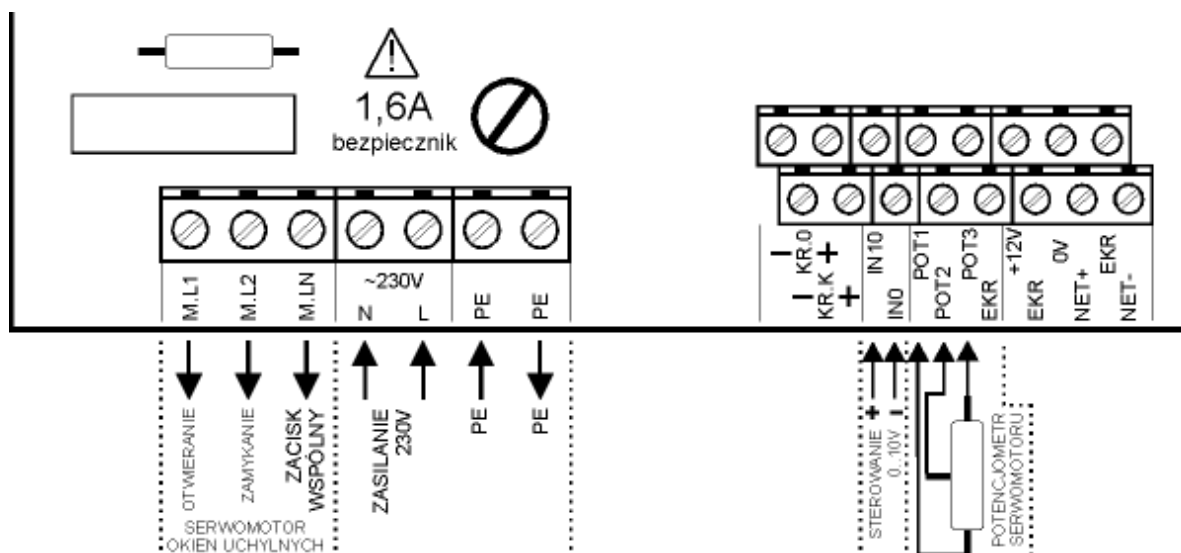 1,6A
bezpiecznik
M.L1
M.L2
M.LN
~230V
N
L
PE
PE
− KR.0 +
− KR.K +
IN10
IN0
POT1
POT2
POT3
EKR
+12V
EKR
0V
NET+
EKR
NET-
OTWIERANIE
ZAMYKANIE
ZACISK
WSPÓLNY
ZASILANIE
230V
PE
PE
SERWOMOTOR
OKIEN UCHYLNYCH
STEROWANIE + −
0..10V
POTENCJOMETR
SERWOMOTORU